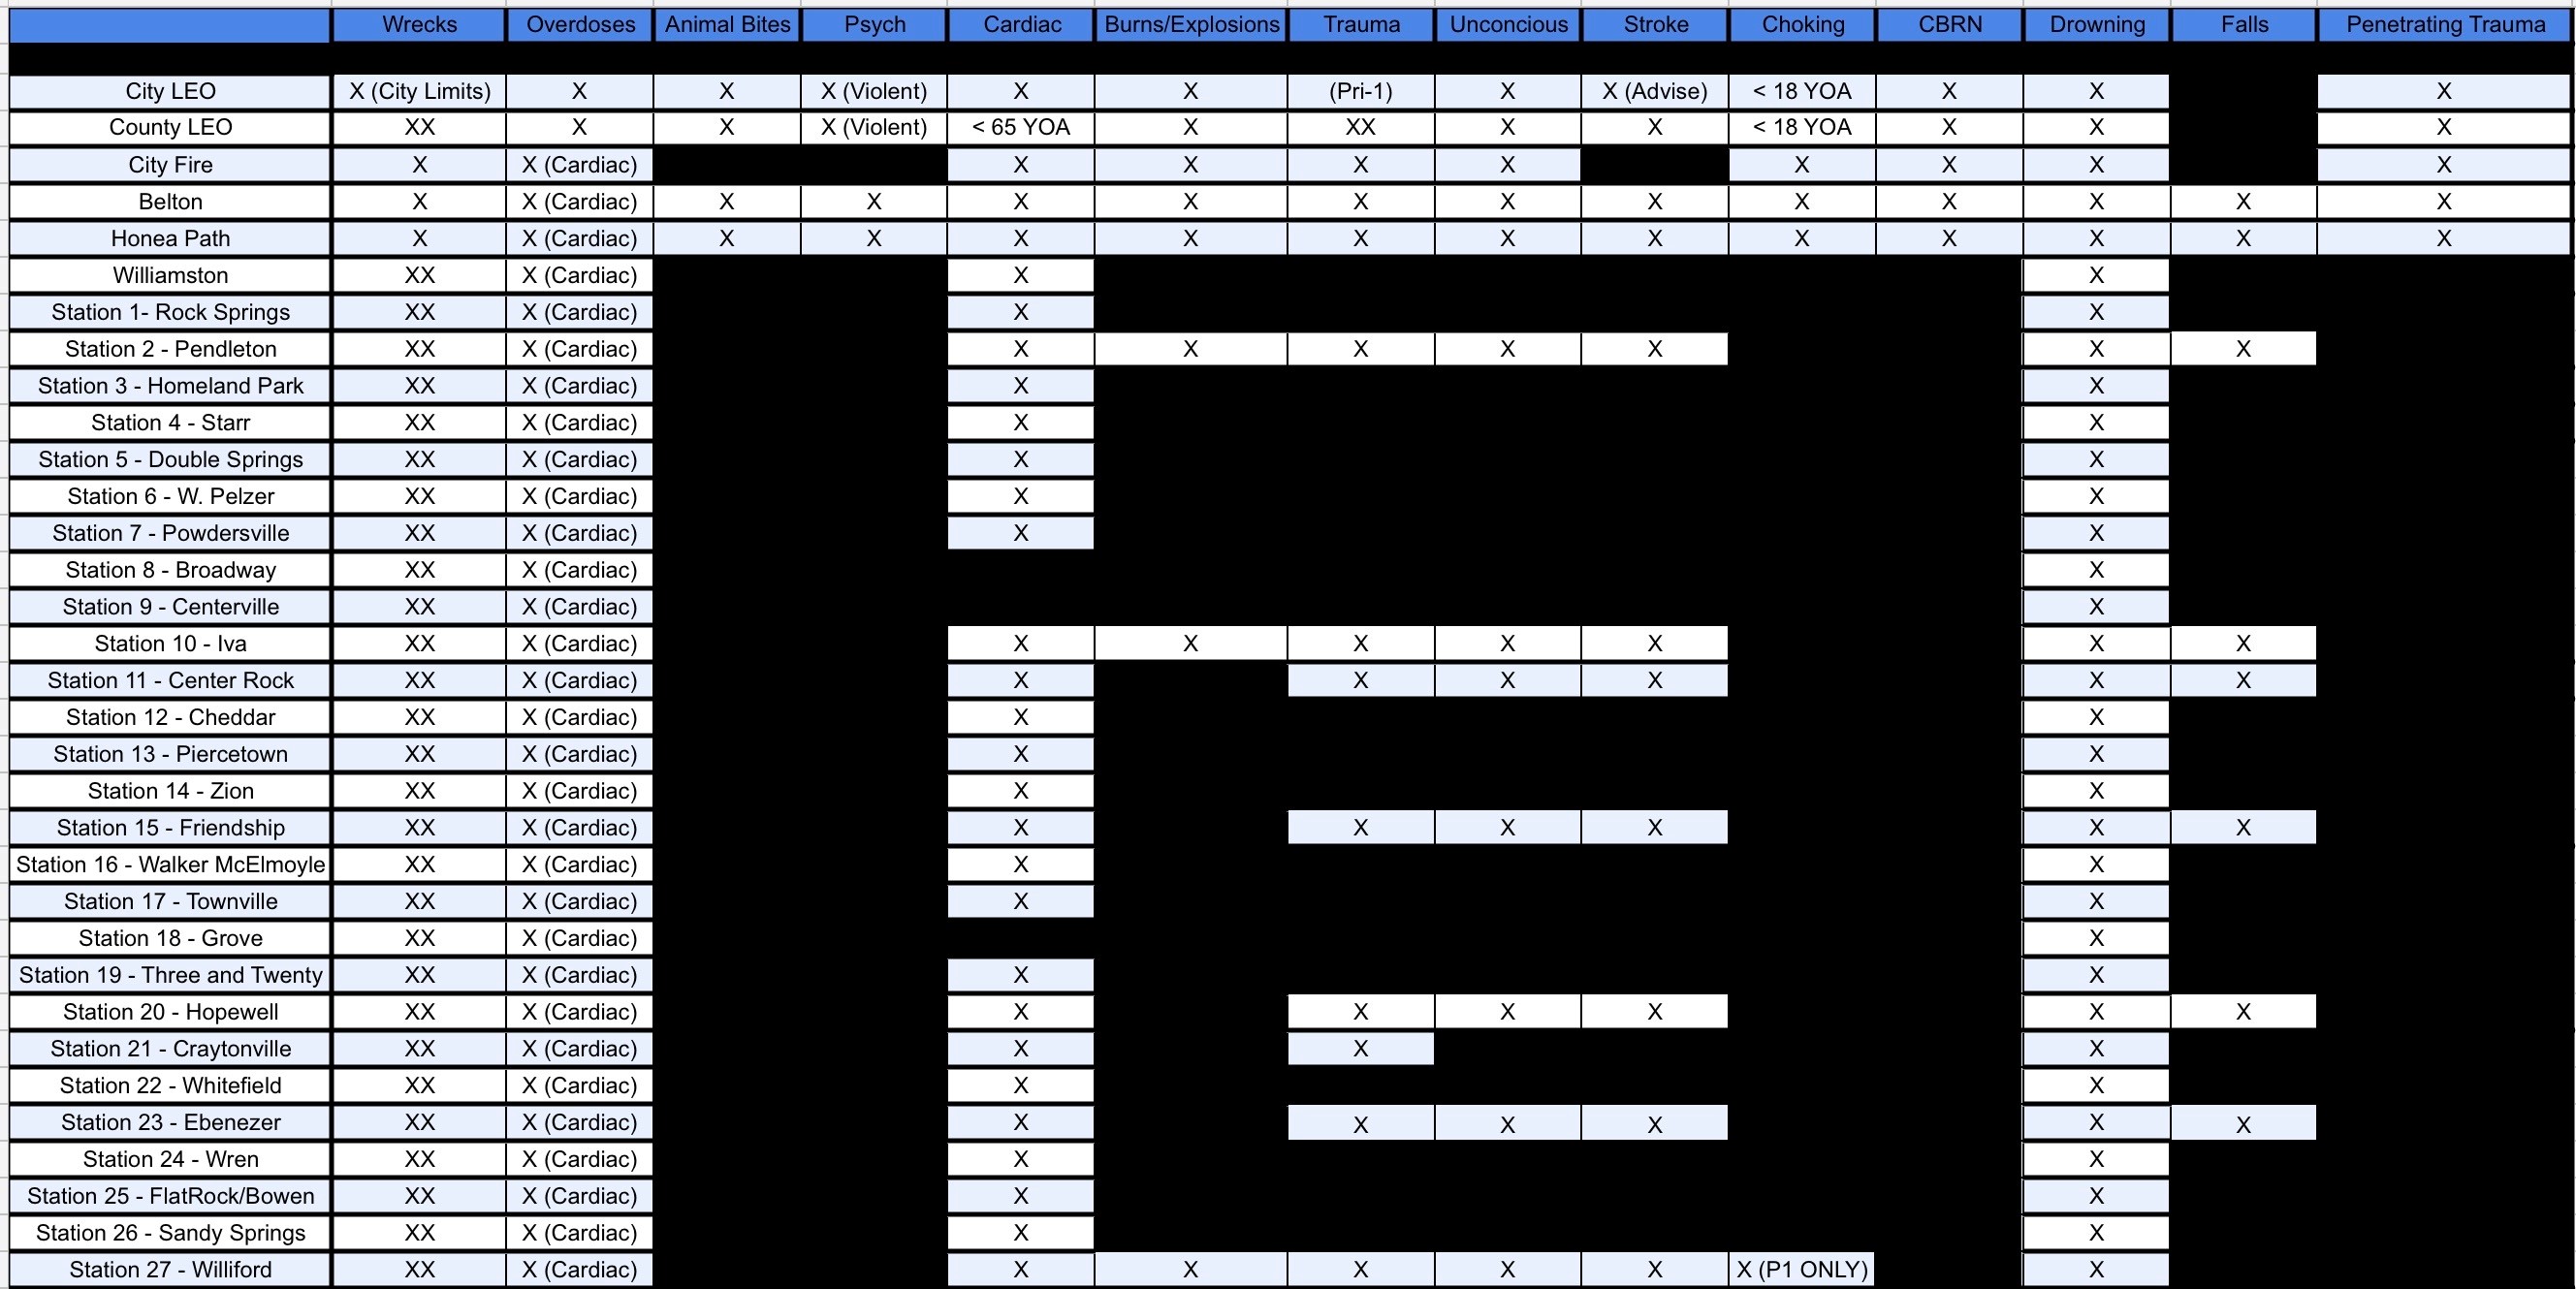 Wrecks Overdoses Animal Bites Psych Cardiac Burns/Explosions Trauma Unconcious Stroke Choking CBRN Drowning Falls Penetrating Trauma
City LEO X (City Limits) X X X (Violent) X X (Pri-1) X X (Advise) < 18 YOA X X X
County LEO XX X X X (Violent) < 65 YOA X XX X X < 18 YOA X X X
City Fire X X (Cardiac) X X X X X X X X
Belton X X (Cardiac) X X X X X X X X X X X X
Honea Path X X (Cardiac) X X X X X X X X X X X X
Williamston XX X (Cardiac) X X
Station 1- Rock Springs XX X (Cardiac) X X
Station 2 - Pendleton XX X (Cardiac) X X X X X X X
Station 3 - Homeland Park XX X (Cardiac) X X
Station 4 - Starr XX X (Cardiac) X X
Station 5 - Double Springs XX X (Cardiac) X X
Station 6 - W. Pelzer XX X (Cardiac) X X
Station 7 - Powdersville XX X (Cardiac) X X
Station 8 - Broadway XX X (Cardiac) X
Station 9 - Centerville XX X (Cardiac) X
Station 10 - Iva XX X (Cardiac) X X X X X X X
Station 11 - Center Rock XX X (Cardiac) X X X X X X
Station 12 - Cheddar XX X (Cardiac) X X
Station 13 - Piercetown XX X (Cardiac) X X
Station 14 - Zion XX X (Cardiac) X X
Station 15 - Friendship XX X (Cardiac) X X X X X X
Station 16 - Walker McElmoyle XX X (Cardiac) X X
Station 17 - Townville XX X (Cardiac) X X
Station 18 - Grove XX X (Cardiac) X
Station 19 - Three and Twenty XX X (Cardiac) X X
Station 20 - Hopewell XX X (Cardiac) X X X X X X
Station 21 - Craytonville XX X (Cardiac) X X X
Station 22 - Whitefield XX X (Cardiac) X X
Station 23 - Ebenezer XX X (Cardiac) X X X X X X
Station 24 - Wren XX X (Cardiac) X X
Station 25 - FlatRock/Bowen XX X (Cardiac) X X
Station 26 - Sandy Springs XX X (Cardiac) X X
Station 27 - Williford XX X (Cardiac) X X X X X X (P1 ONLY) X